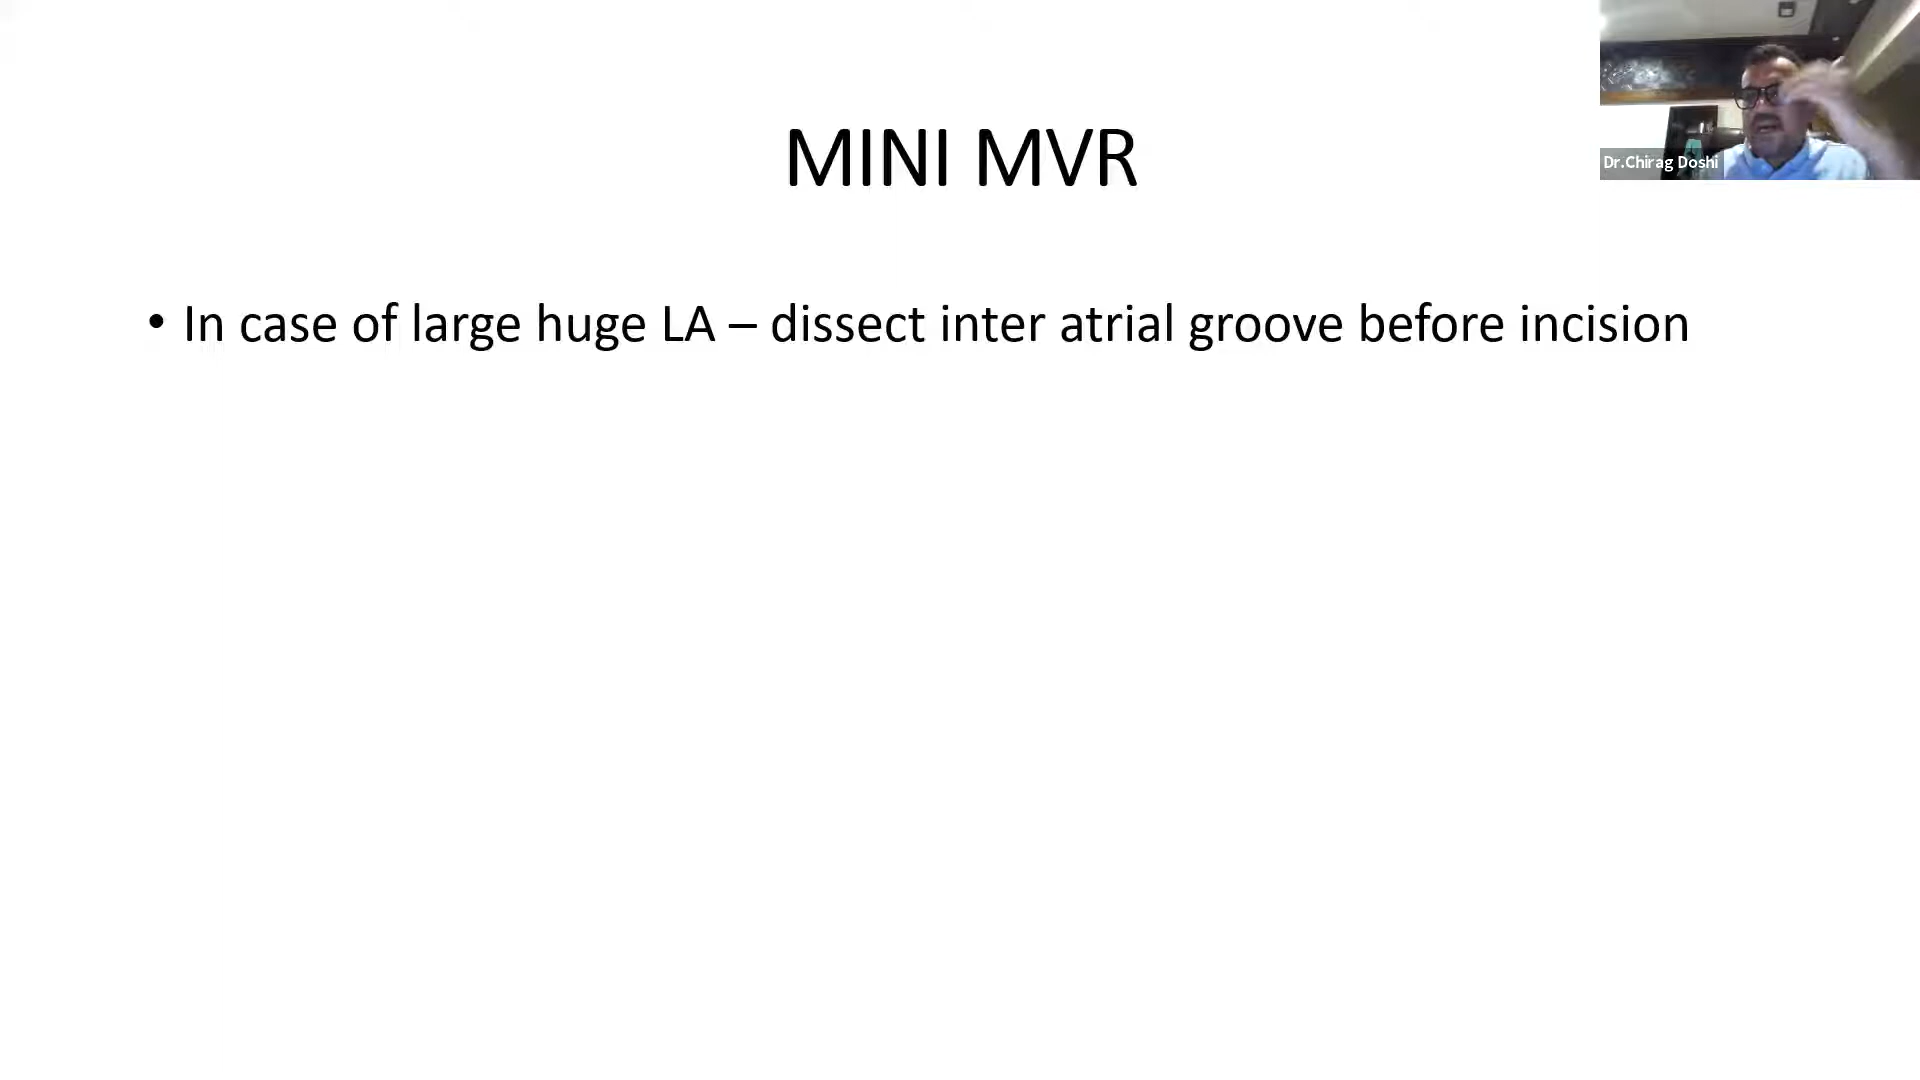 MINI MVR
Dr.Chirag Doshi
• In case of large huge LA – dissect inter atrial groove before incision